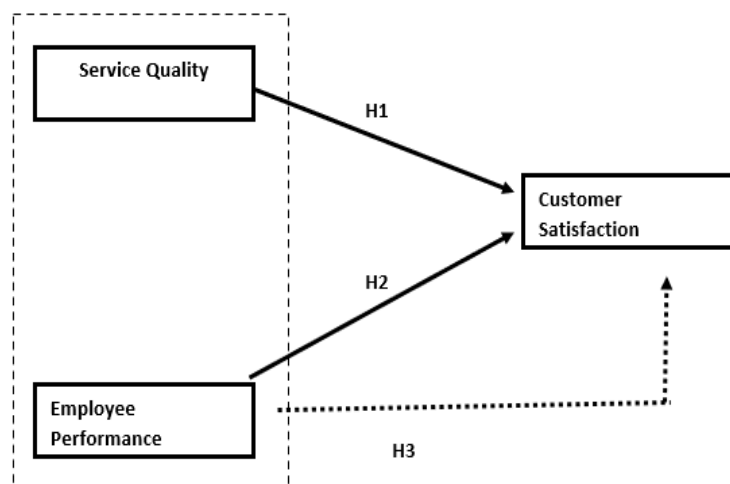 Service Quality
H1
Customer
Satisfaction
H2
Employee
Performance
H3